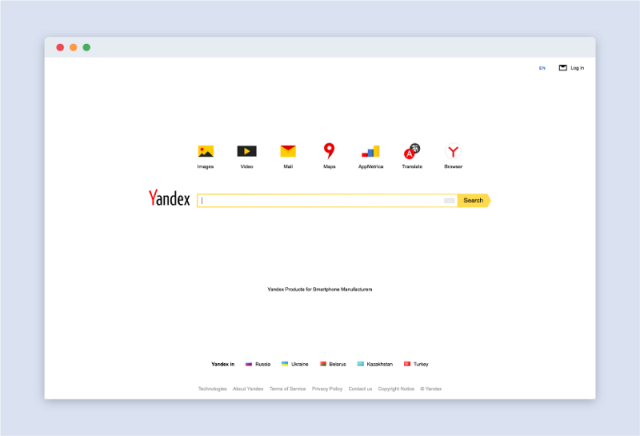 EN Log in
Images Video Mail Maps AppMetrica Translate Browser
Yandex Search
Yandex Products for Smartphone Manufacturers
Yandex in Russia Ukraine Belarus Kazakhstan Turkey
Technologies About Yandex Terms of Service Privacy Policy Contact us Copyright Notice © Yandex